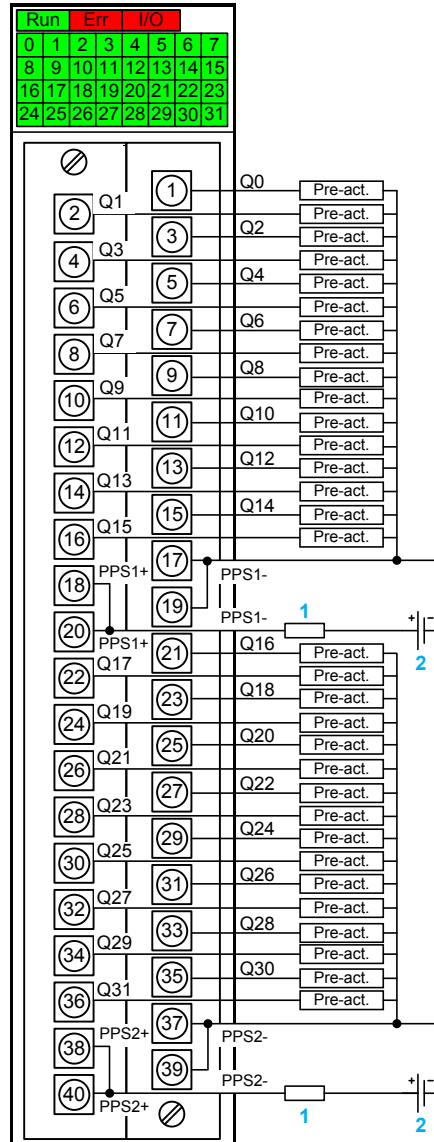 Run Err I/O
0 1 2 3 4 5 6 7
8 9 10 11 12 13 14 15
16 17 18 19 20 21 22 23
24 25 26 27 28 29 30 31
1 Q0 Pre-act.
2 Q1 Pre-act.
3 Q2 Pre-act.
4 Q3 Pre-act.
5 Q4 Pre-act.
6 Q5 Pre-act.
7 Q6 Pre-act.
8 Q7 Pre-act.
9 Q8 Pre-act.
10 Q9 Pre-act.
11 Q10 Pre-act.
12 Q11 Pre-act.
13 Q12 Pre-act.
14 Q13 Pre-act.
15 Q14 Pre-act.
16 Q15 Pre-act.
17 PPS1-
18 PPS1+
19 PPS1-
20 PPS1+ 1 + - 2
21 Q16 Pre-act.
22 Q17 Pre-act.
23 Q18 Pre-act.
24 Q19 Pre-act.
25 Q20 Pre-act.
26 Q21 Pre-act.
27 Q22 Pre-act.
28 Q23 Pre-act.
29 Q24 Pre-act.
30 Q25 Pre-act.
31 Q26 Pre-act.
32 Q27 Pre-act.
33 Q28 Pre-act.
34 Q29 Pre-act.
35 Q30 Pre-act.
36 Q31 Pre-act.
37 PPS2-
38 PPS2+
39 PPS2-
40 PPS2+ 1 + - 2